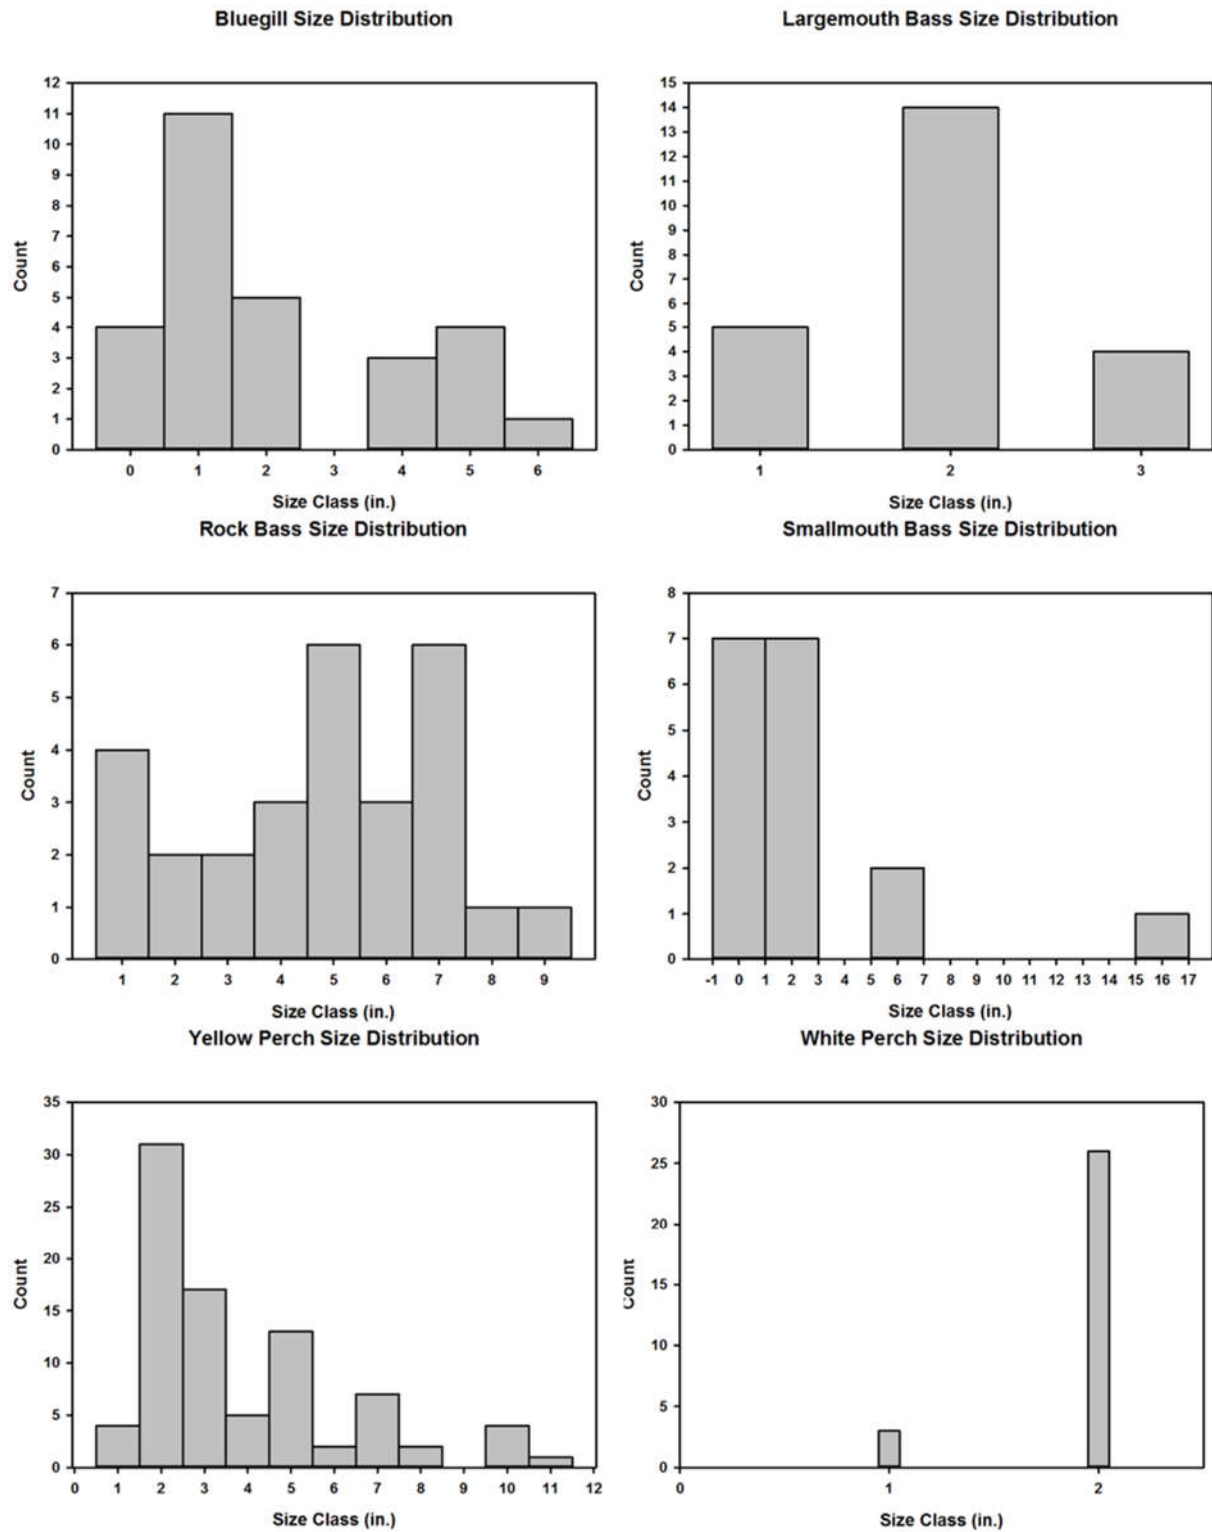 Bluegill Size Distribution
Largemouth Bass Size Distribution
12
11
10
9
8
7
6
5
4
3
2
1
0
Count
0 1 2 3 4 5 6
Size Class (in.)
15
14
13
12
11
10
9
8
7
6
5
4
3
2
1
0
Count
1 2 3
Size Class (in.)
Rock Bass Size Distribution
Smallmouth Bass Size Distribution
7
6
5
4
3
2
1
0
Count
1 2 3 4 5 6 7 8 9
Size Class (in.)
8
7
6
5
4
3
2
1
0
Count
-1 0 1 2 3 4 5 6 7 8 9 10 11 12 13 14 15 16 17
Size Class (in.)
Yellow Perch Size Distribution
White Perch Size Distribution
35
30
25
20
15
10
5
0
Count
0 1 2 3 4 5 6 7 8 9 10 11 12
Size Class (in.)
30
25
20
15
10
5
0
Count
0 1 2
Size Class (in.)